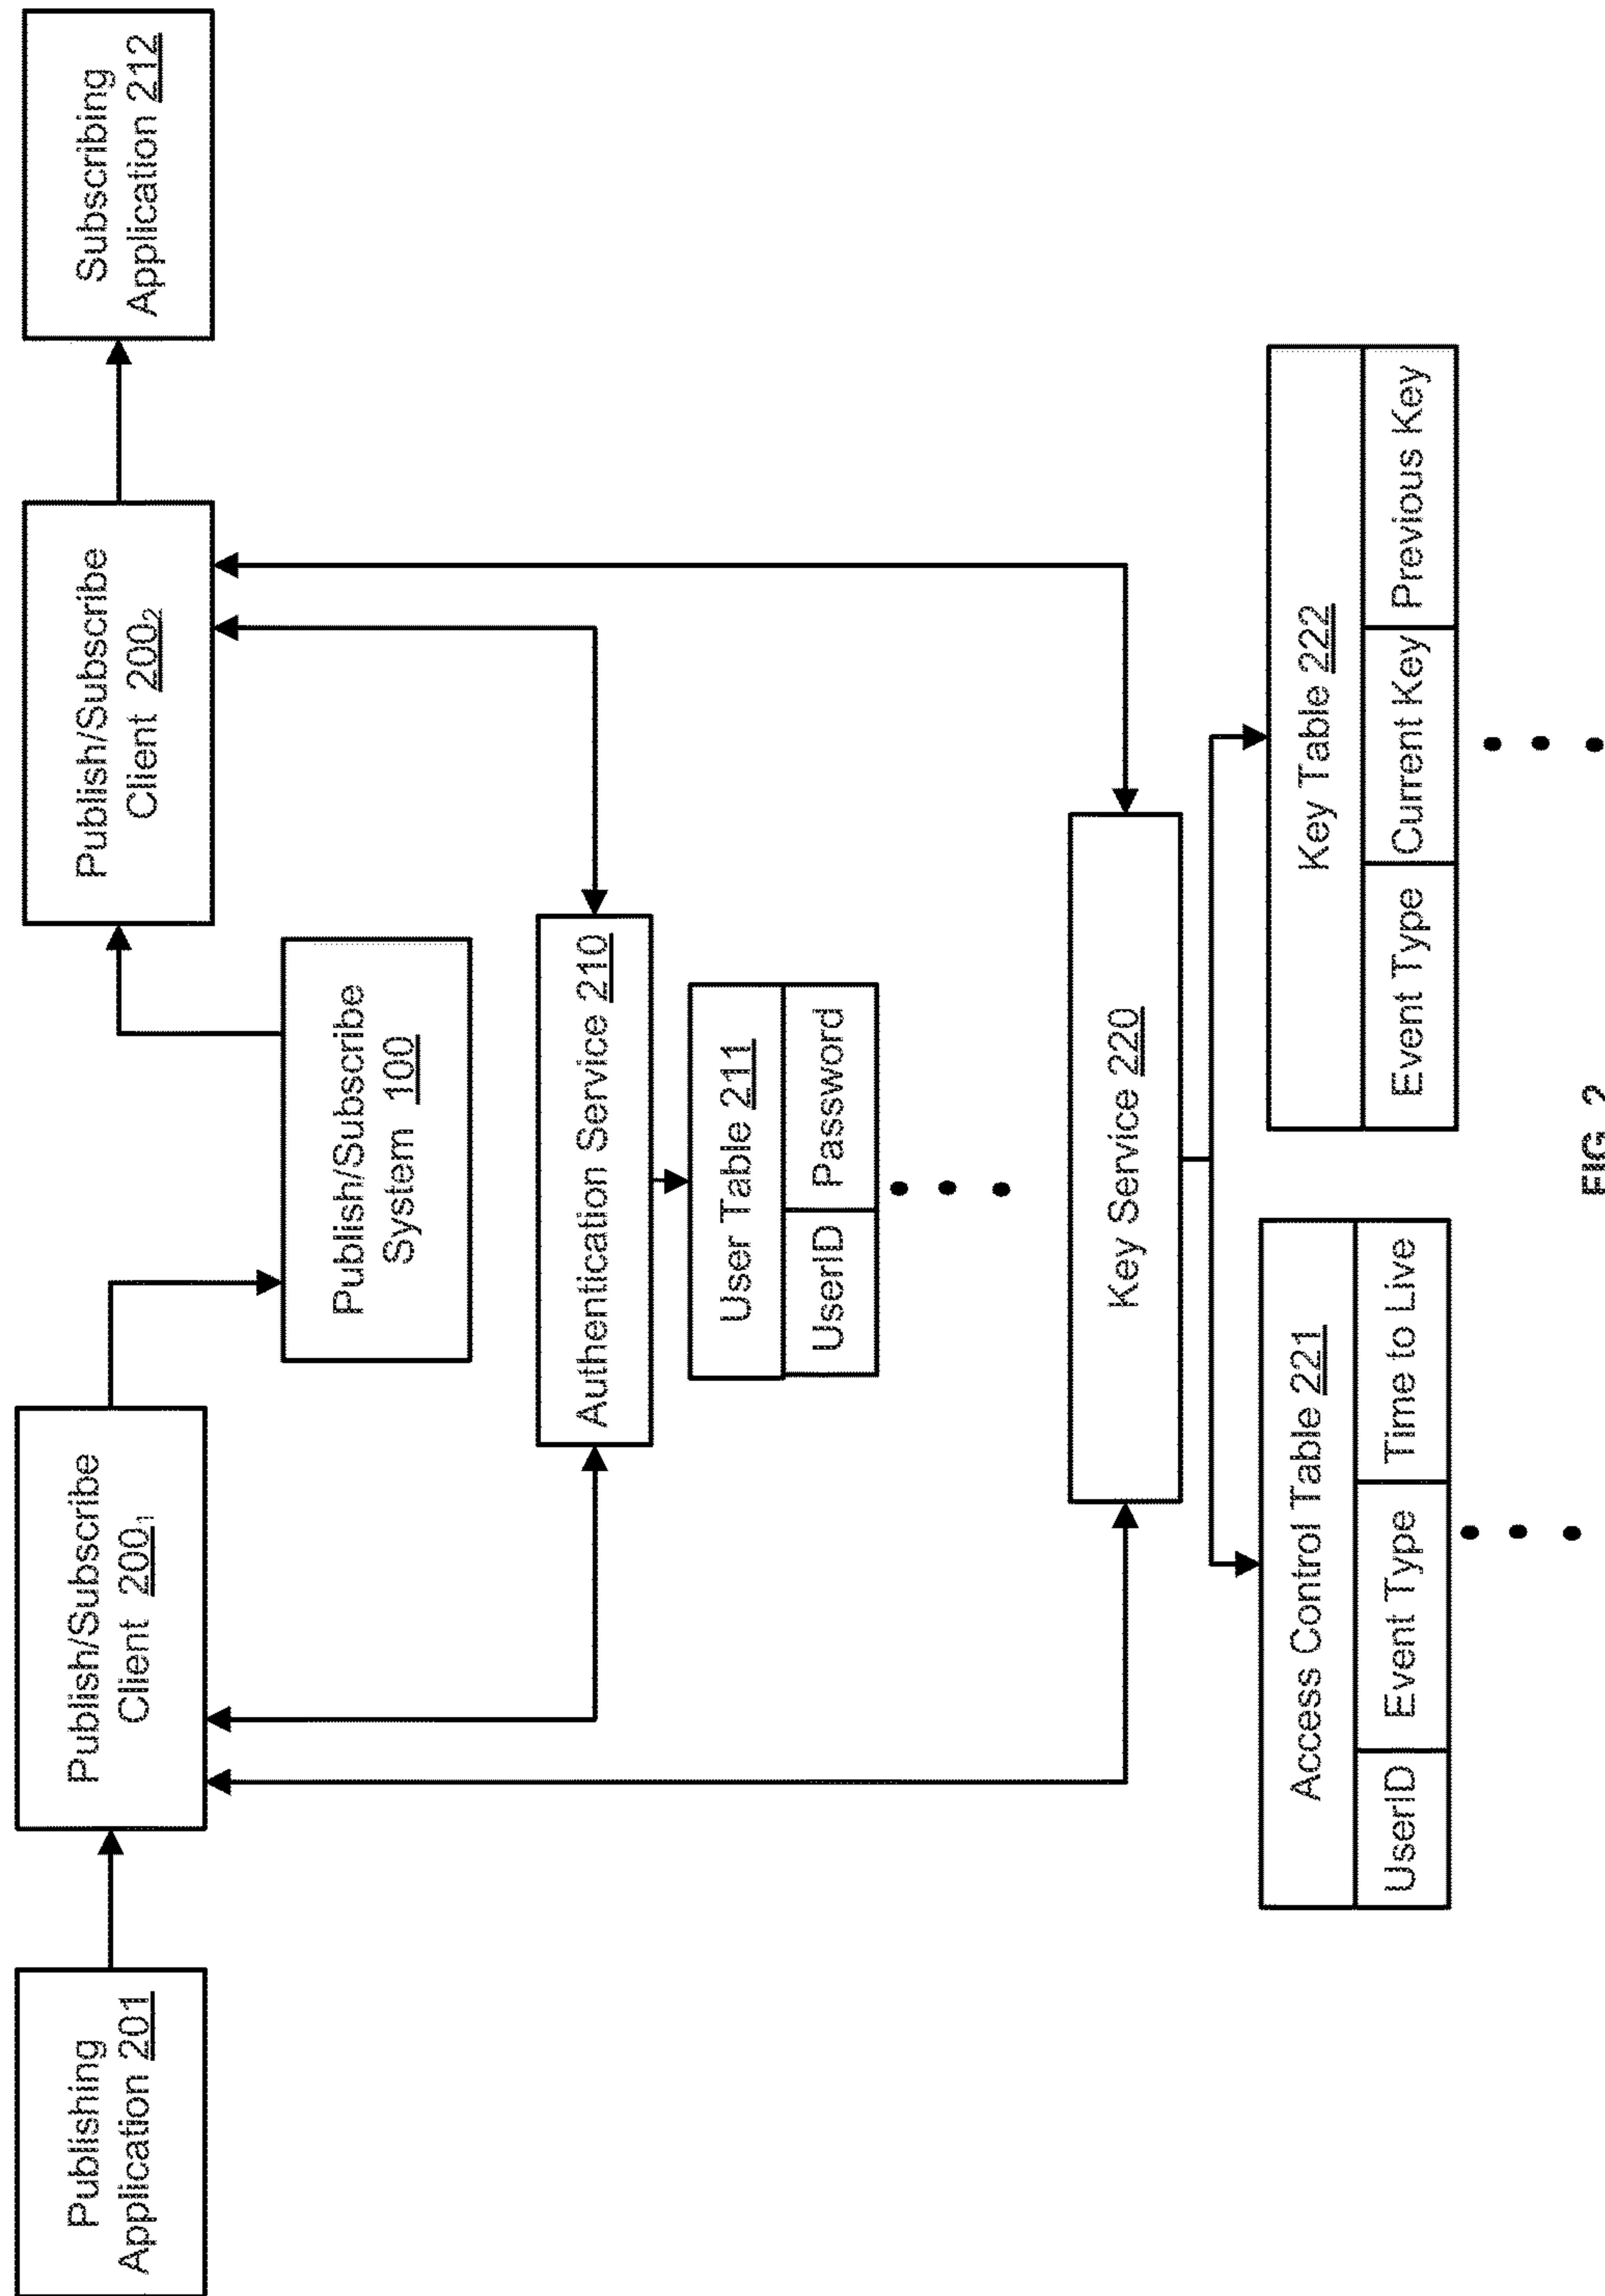 Publishing
Application 201
Publish/Subscribe
Client 200₁
Publish/Subscribe
System 100
Publish/Subscribe
Client 200₂
Subscribing
Application 212
Authentication Service 210
User Table 211
UserID Password
Key Service 220
Access Control Table 221
UserID Event Type Time to Live
Key Table 222
Event Type Current Key Previous Key
FIG. 2